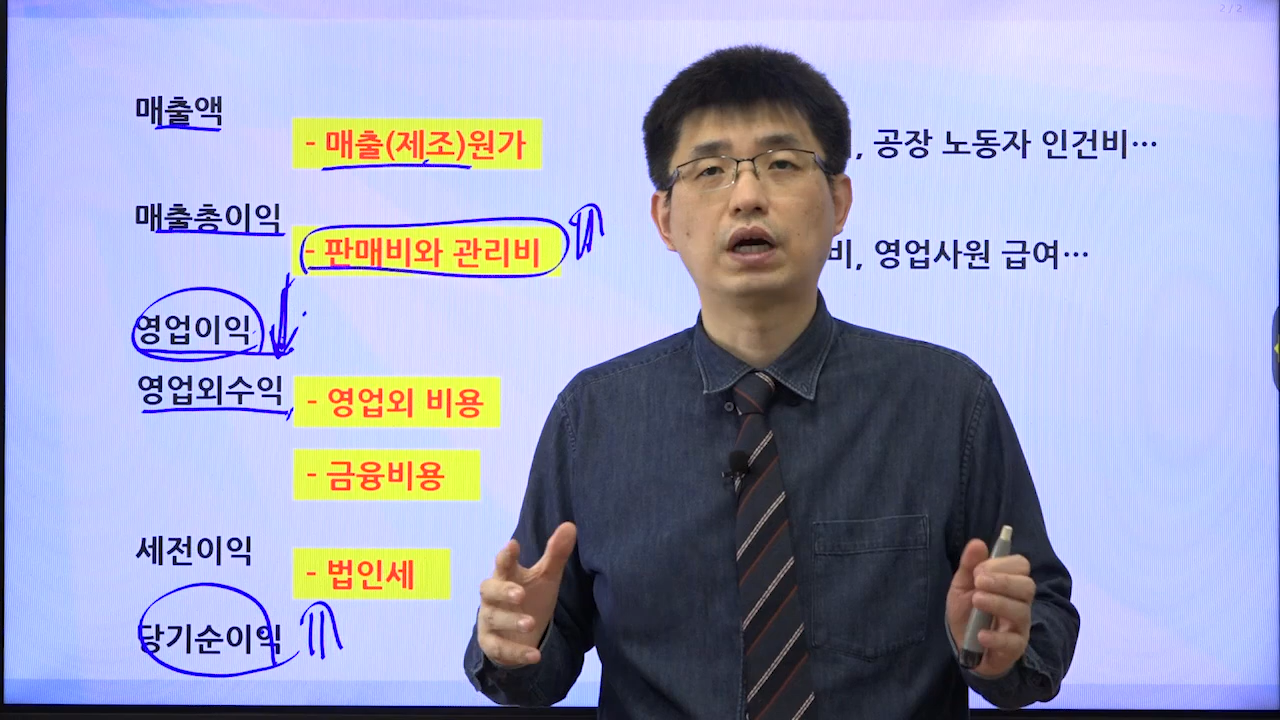 2 / 2
매출액
- 매출(제조)원가
, 공장 노동자 인건비…
매출총이익
- 판매비와 관리비
비, 영업사원 급여…
영업이익
영업외수익
- 영업외 비용
- 금융비용
세전이익
- 법인세
당기순이익